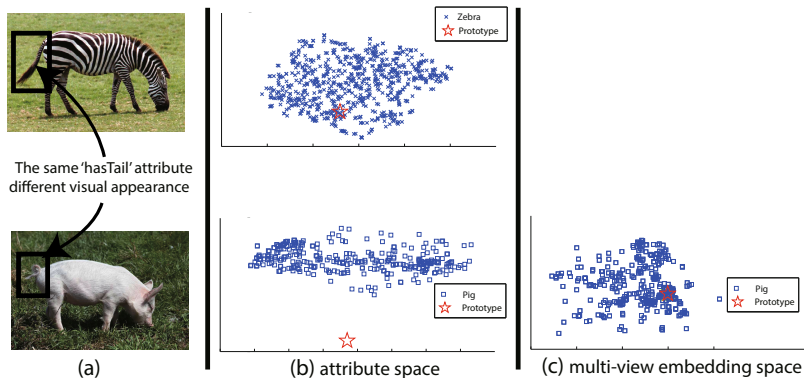 Zebra
Prototype
The same 'hasTail' attribute
different visual appearance
Pig
Prototype
Pig
Prototype
(a)
(b) attribute space
(c) multi-view embedding space